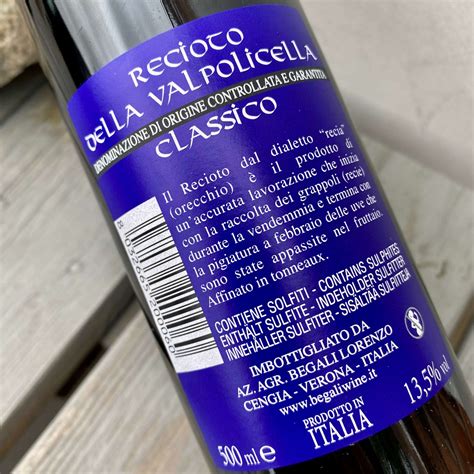 RECIOTO
DELLA VALPOLICELLA
DENOMINAZIONE DI ORIGINE CONTROLLATA E GARANTITA
CLASSICO
Il Recioto dal dialetto "recia"
(orecchio) è il prodotto di
un'accurata lavorazione che inizia
con la raccolta dei grappoli (recie)
durante la vendemmia e termina con
la pigiatura a febbraio delle uve che
sono state appassite nel fruttaio.
Affinato in tonneaux.
CONTIENE SOLFITI - CONTAINS SULPHITES
ENTHALT SULFITE - INDEHOLDER SULFITTER
INNEHÅLLER SULFITER - SISÄLTÄÄ SULFIITTEJA
IMBOTTIGLIATO DA
AZ. AGR. BEGALI LORENZO
CENGIA - VERONA - ITALIA
www.begaliwine.it
PRODOTTO IN
ITALIA
500 ml e
13,5% vol